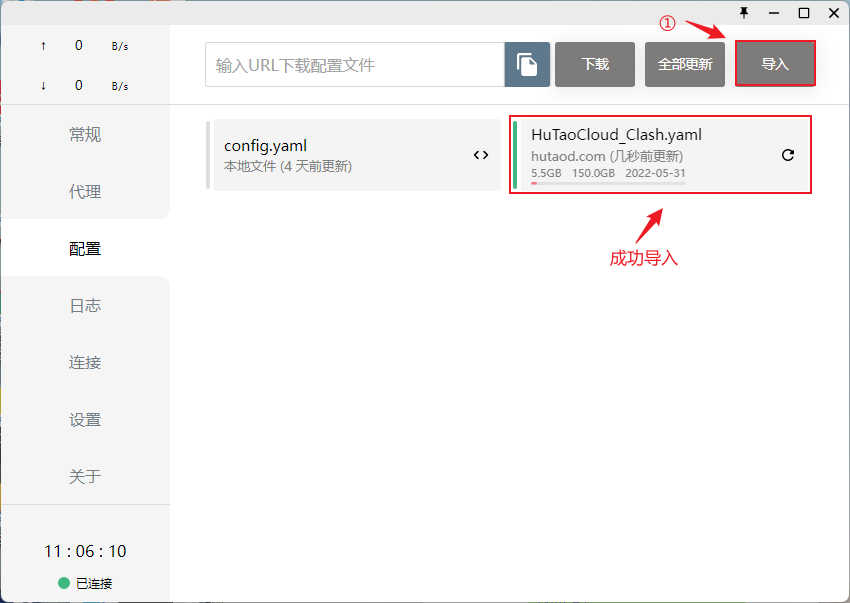 ①
↑ 0 B/s
↓ 0 B/s
输入URL下载配置文件
下载
全部更新
导入
常规
代理
配置
日志
连接
设置
关于
config.yaml
本地文件 (4 天前更新)
HuTaoCloud_Clash.yaml
hutaod.com (几秒前更新)
5.5GB 150.0GB 2022-05-31
成功导入
11 : 06 : 10
已连接